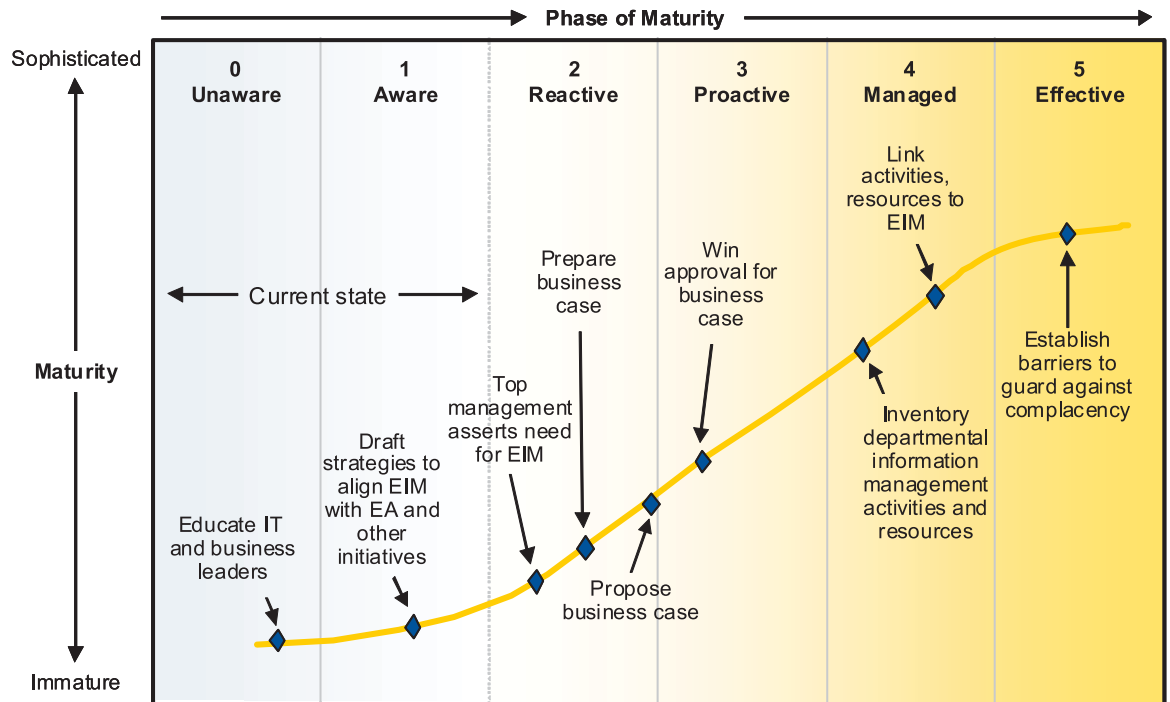 Phase of Maturity
Sophisticated
0
Unaware
1
Aware
2
Reactive
3
Proactive
4
Managed
5
Effective
Link
activities,
resources to
EIM
Prepare
business
case
Win
approval for
business
case
Current state
Maturity
Establish
barriers to
guard against
complacency
Top
management
asserts need
for EIM
Inventory
departmental
information
management
activities and
resources
Draft
strategies to
align EIM
with EA and
other
initiatives
Educate IT
and business
leaders
Propose
business case
Immature